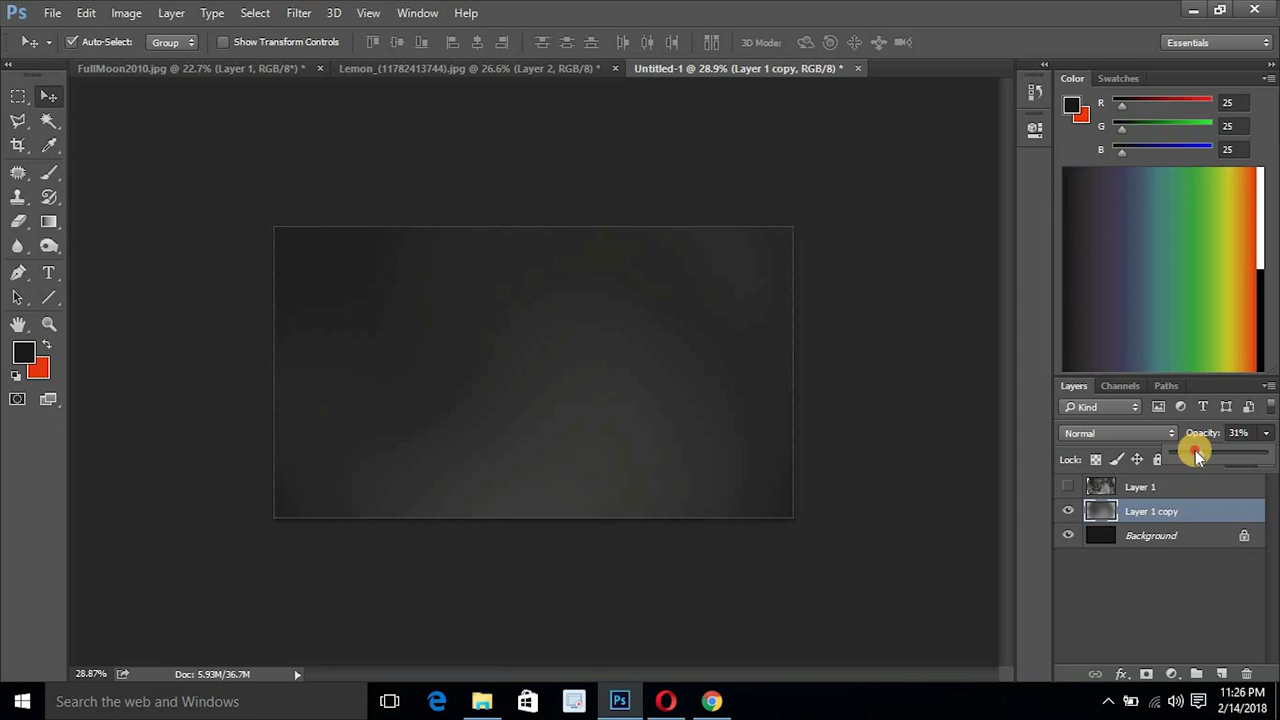 Ps File Edit Image Layer Type Select Filter 3D View Window Help
Auto-Select: Group Show Transform Controls 3D Mode: Essentials
FullMoon2010.jpg @ 22.7% (Layer 1, RGB/8*) * Lemon_(11782413744).jpg @ 26.6% (Layer 2, RGB/8) * Untitled-1 @ 28.9% (Layer 1 copy, RGB/8) *
Color Swatches
R 25
G 25
B 25
Layers Channels Paths
Kind
Normal Opacity: 31%
Lock:
Layer 1
Layer 1 copy
Background
28.87% Doc: 5.93M/36.7M
Search the web and Windows
Ps
11:26 PM
2/14/2018